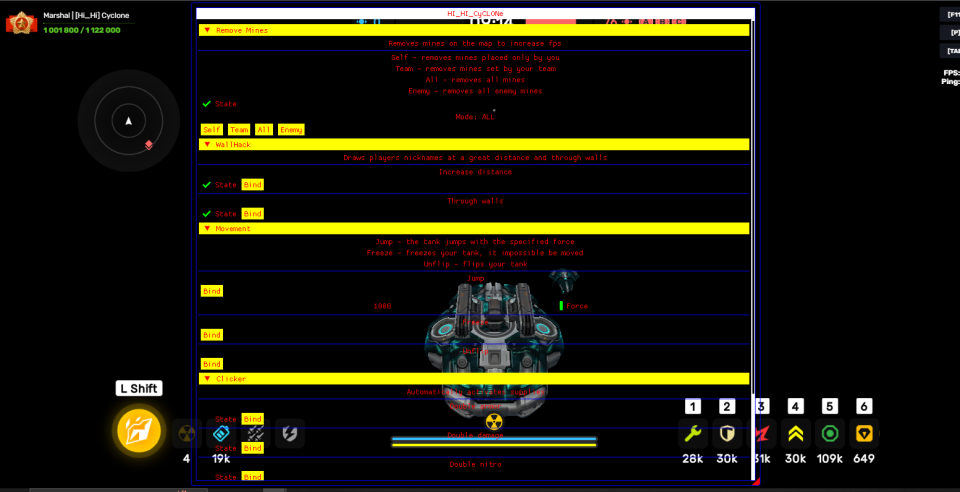 Marshal | [Hi_Hi] Cyclone
1 001 800 / 1 122 000
HI_HI_CyCLONe
[F11
[P]
[TAB
FPS:
Ping:
▼ Remove Mines
Removes mines on the map to increase fps
Self - removes mines placed only by you
Team - removes mines set by your team
All - removes all mines
Enemy - removes all enemy mines
State
Mode: ALL
Self Team All Enemy
▼ WallHack
Draws players nicknames at a great distance and through walls
Increase distance
State Bind
Through walls
State Bind
▼ Movement
Jump - the tank jumps with the specified force
Freeze - freezes your tank, it impossible be moved
Unflip - flips your tank
Jump
Bind
1000 Force
Bind
Bind
▼ Clicker
State Bind
Double damage
State Bind
Double nitro
State Bind
L Shift
4
19k
1 2 3 4 5 6
28k 30k 31k 30k 109k 649